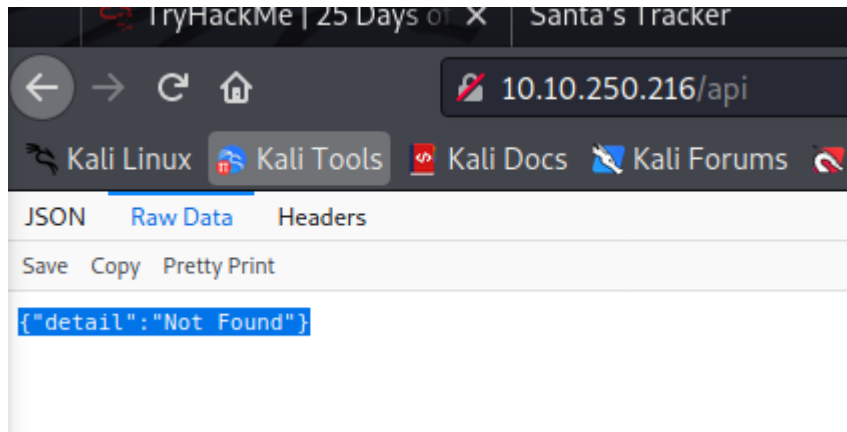 TryHackMe | 25 Days of
Santa's Tracker
10.10.250.216/api
Kali Linux Kali Tools Kali Docs Kali Forums
JSON Raw Data Headers
Save Copy Pretty Print
{"detail":"Not Found"}